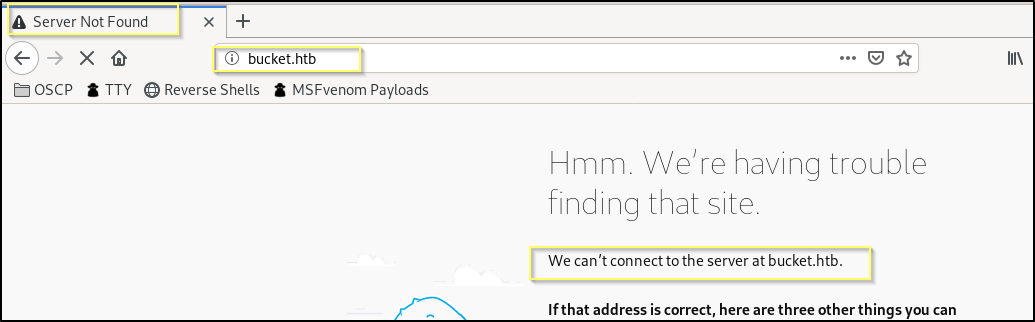 Server Not Found
bucket.htb
OSCP TTY Reverse Shells MSFvenom Payloads
Hmm. We’re having trouble
finding that site.
We can’t connect to the server at bucket.htb.
If that address is correct, here are three other things you can